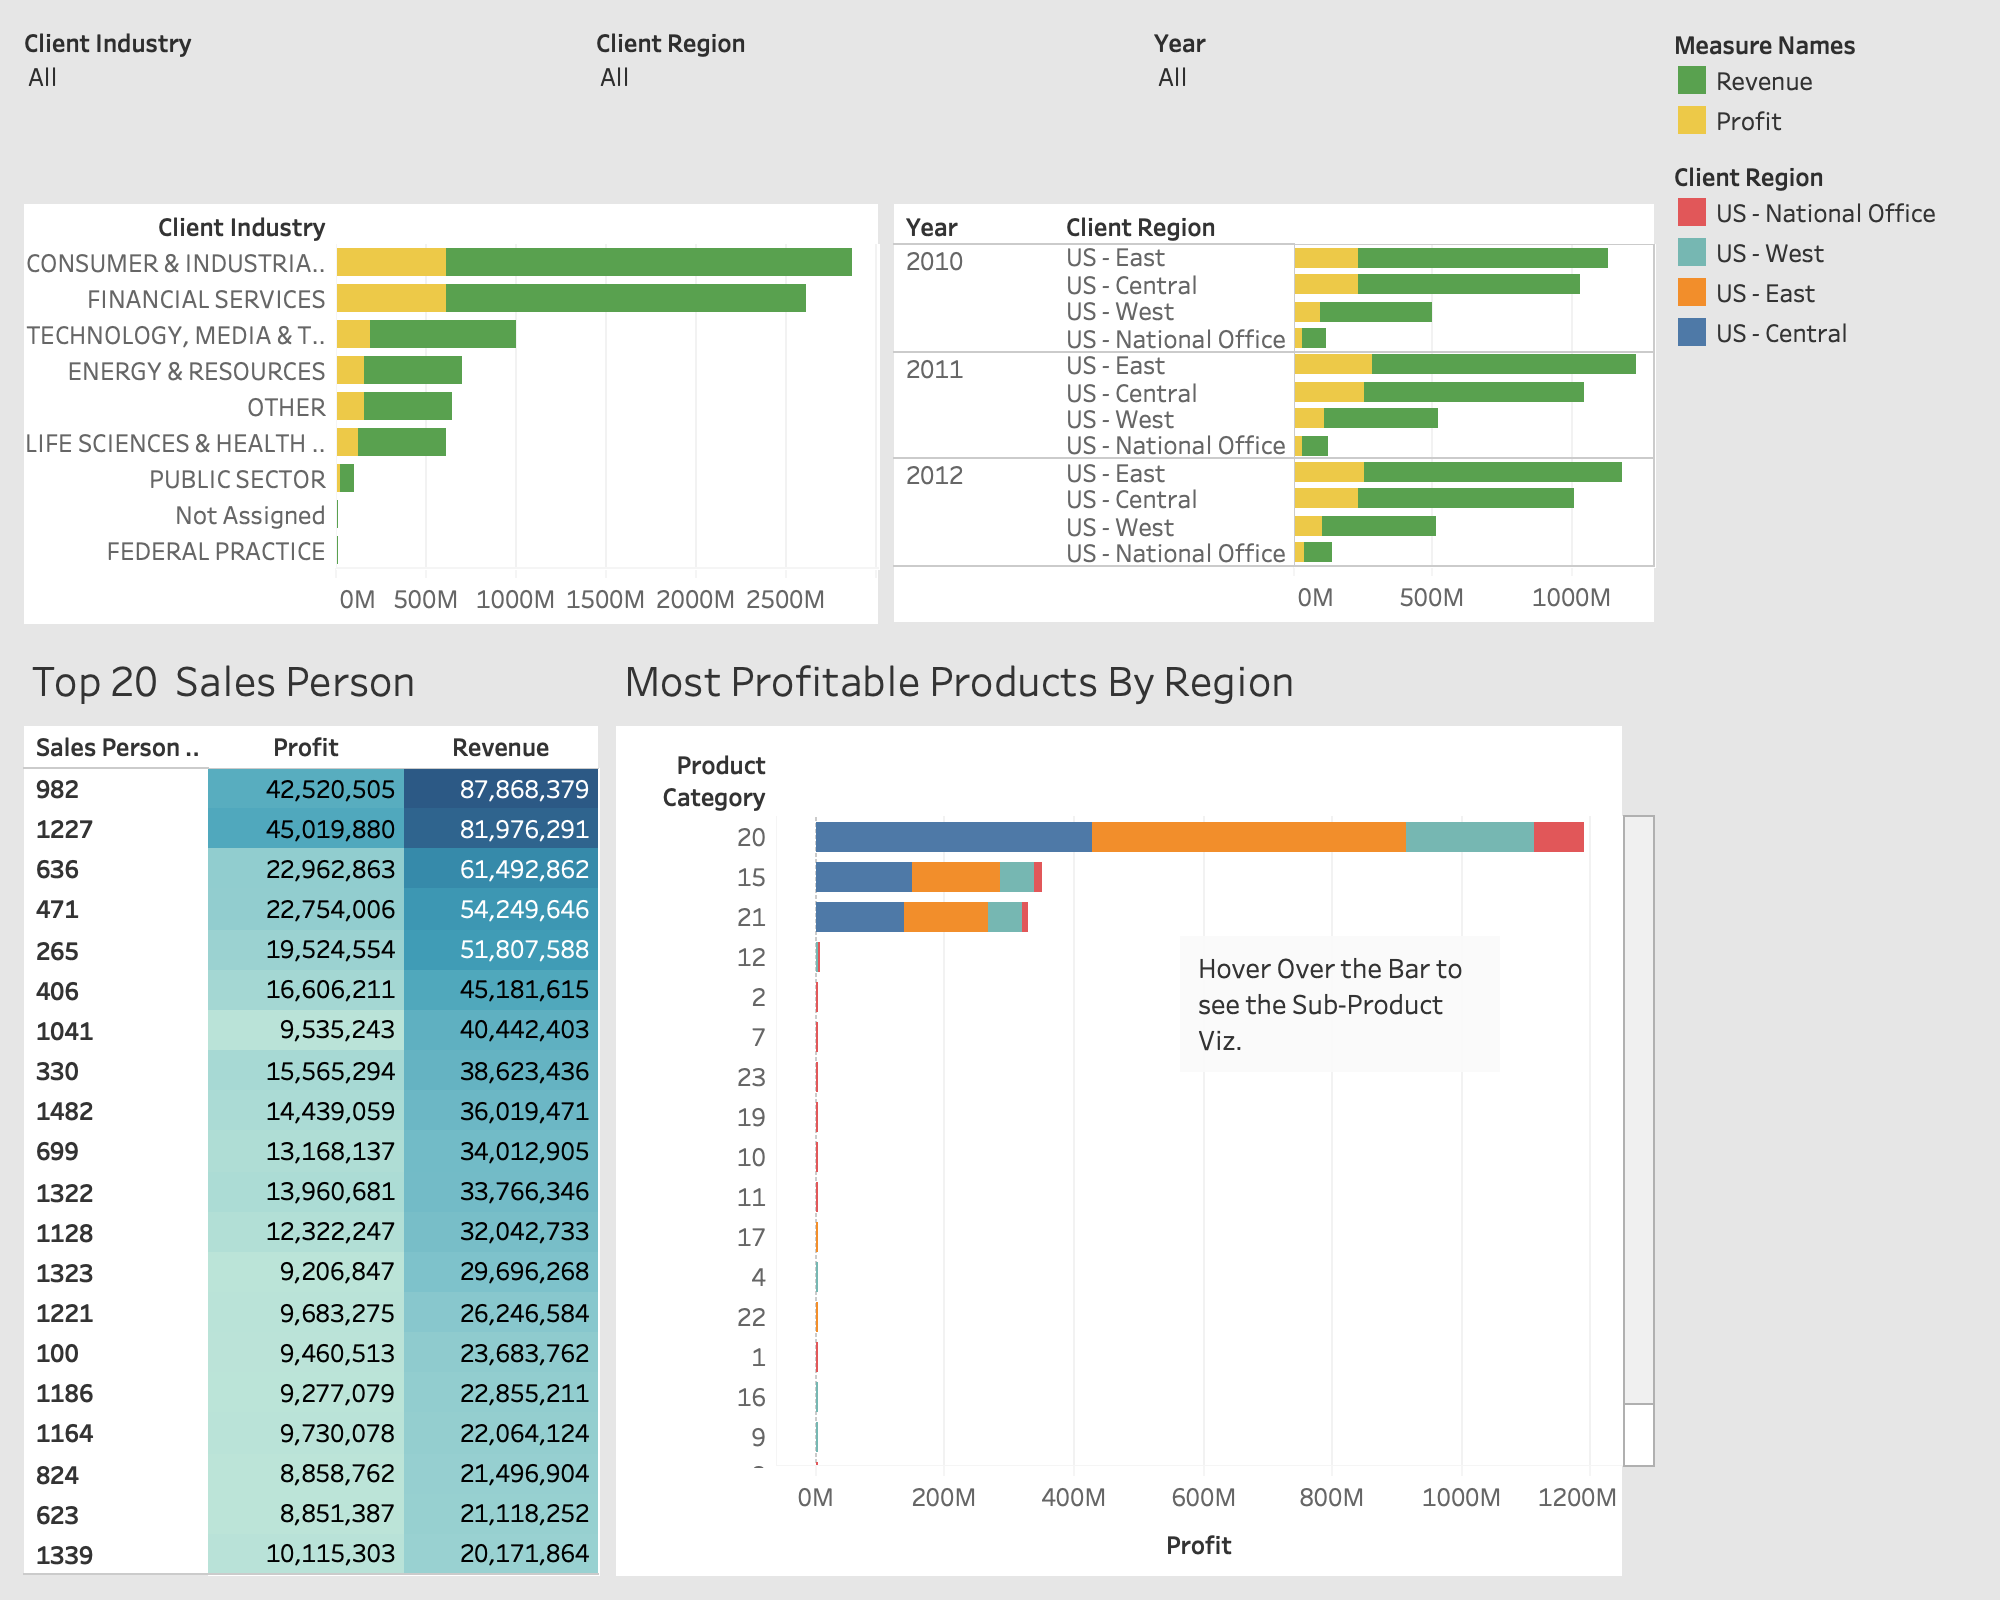 Client Industry
All
Client Region
All
Year
All
Measure Names
Revenue
Profit
Client Region
US - National Office
US - West
US - East
US - Central
Client Industry
CONSUMER & INDUSTRIA..
FINANCIAL SERVICES
TECHNOLOGY, MEDIA & T..
ENERGY & RESOURCES
OTHER
LIFE SCIENCES & HEALTH ..
PUBLIC SECTOR
Not Assigned
FEDERAL PRACTICE
0M 500M 1000M 1500M 2000M 2500M
Year Client Region
2010 US - East
US - Central
US - West
US - National Office
2011 US - East
US - Central
US - West
US - National Office
2012 US - East
US - Central
US - West
US - National Office
0M 500M 1000M
Top 20 Sales Person
Sales Person .. Profit Revenue
982 42,520,505 87,868,379
1227 45,019,880 81,976,291
636 22,962,863 61,492,862
471 22,754,006 54,249,646
265 19,524,554 51,807,588
406 16,606,211 45,181,615
1041 9,535,243 40,442,403
330 15,565,294 38,623,436
1482 14,439,059 36,019,471
699 13,168,137 34,012,905
1322 13,960,681 33,766,346
1128 12,322,247 32,042,733
1323 9,206,847 29,696,268
1221 9,683,275 26,246,584
100 9,460,513 23,683,762
1186 9,277,079 22,855,211
1164 9,730,078 22,064,124
824 8,858,762 21,496,904
623 8,851,387 21,118,252
1339 10,115,303 20,171,864
Most Profitable Products By Region
Product
Category
20
15
21
12
2
7
23
19
10
11
17
4
22
1
16
9
Hover Over the Bar to
see the Sub-Product
Viz.
0M 200M 400M 600M 800M 1000M 1200M
Profit